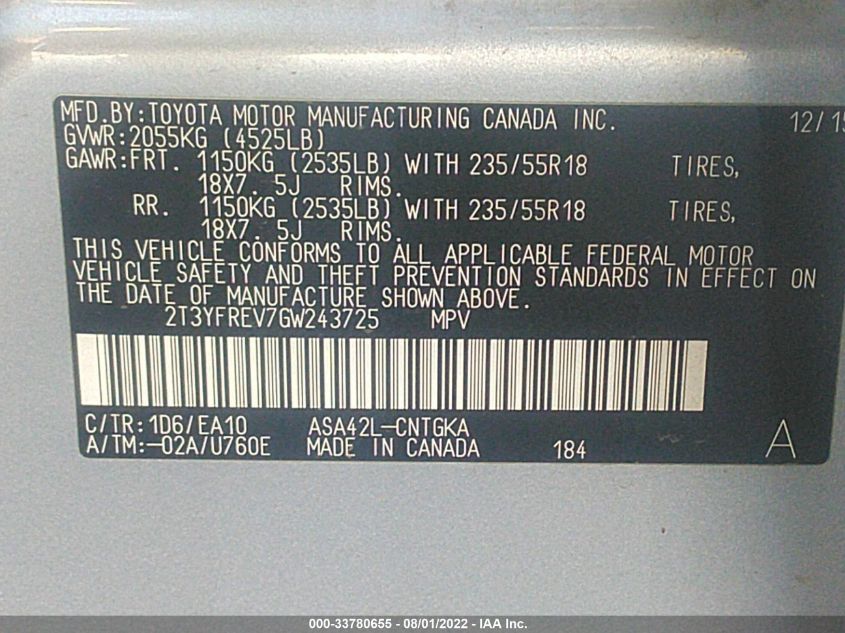 MFD.BY:TOYOTA MOTOR MANUFACTURING CANADA INC. 12/15
GVWR:2055KG (4525LB)
GAWR:FRT. 1150KG (2535LB) WITH 235/55R18 TIRES,
18X7. 5J RIMS.
RR. 1150KG (2535LB) WITH 235/55R18 TIRES,
18X7. 5J RIMS.
THIS VEHICLE CONFORMS TO ALL APPLICABLE FEDERAL MOTOR
VEHICLE SAFETY AND THEFT PREVENTION STANDARDS IN EFFECT ON
THE DATE OF MANUFACTURE SHOWN ABOVE.
2T3YFREV7GW243725 MPV
C/TR:1D6/EA10 ASA42L-CNTGKA
A/TM:-02A/U760E MADE IN CANADA 184 A
000-33780655 - 08/01/2022 - IAA Inc.